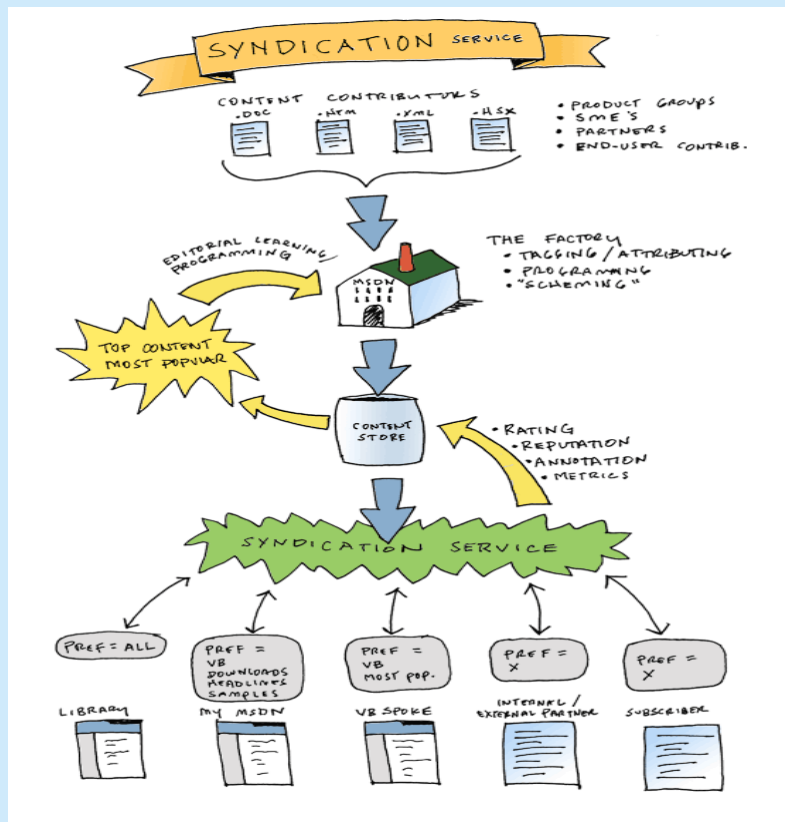 SYNDICATION SERVICE
CONTENT CONTRIBUTORS
.DOC .HTM .XML .HSX
• PRODUCT GROUPS
• SME'S
• PARTNERS
• END-USER CONTRIB.
EDITORIAL LEARNING/
PROGRAMMING
MSDN
THE FACTORY
• TAGGING/ATTRIBUTING
• PROGRAMMING
• "SCHEMING"
TOP CONTENT
MOST POPULAR
CONTENT
STORE
• RATING
• REPUTATION
• ANNOTATION
• METRICS
SYNDICATION SERVICE
PREF = ALL
PREF =
VB
DOWNLOADS
HEADLINES
SAMPLES
PREF =
VB
MOST POP.
PREF =
X
PREF =
X
LIBRARY
MY MSDN
VB SPOKE
INTERNAL/
EXTERNAL PARTNER
SUBSCRIBER